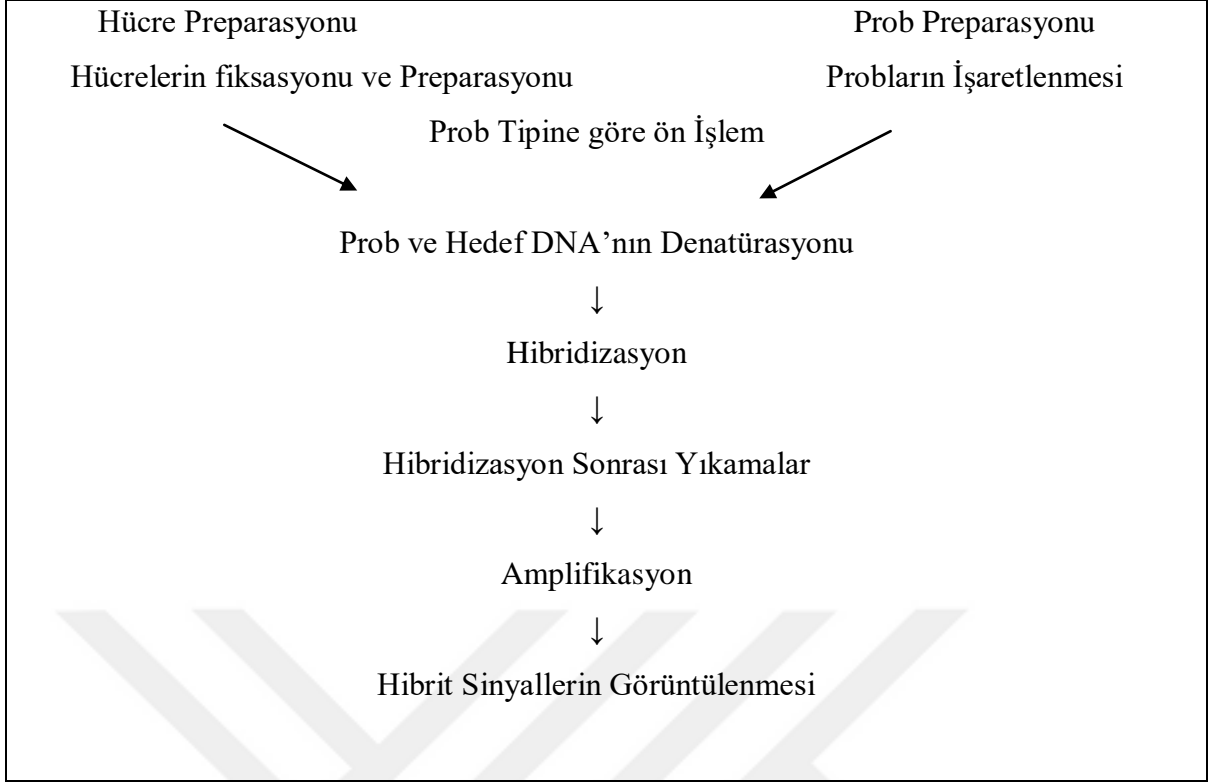 Hücre Preparasyonu Prob Preparasyonu
Hücrelerin fiksasyonu ve Preparasyonu Probların İşaretlenmesi
Prob Tipine göre ön İşlem
Prob ve Hedef DNA’nın Denatürasyonu
↓
Hibridizasyon
↓
Hibridizasyon Sonrası Yıkamalar
↓
Amplifikasyon
↓
Hibrit Sinyallerin Görüntülenmesi